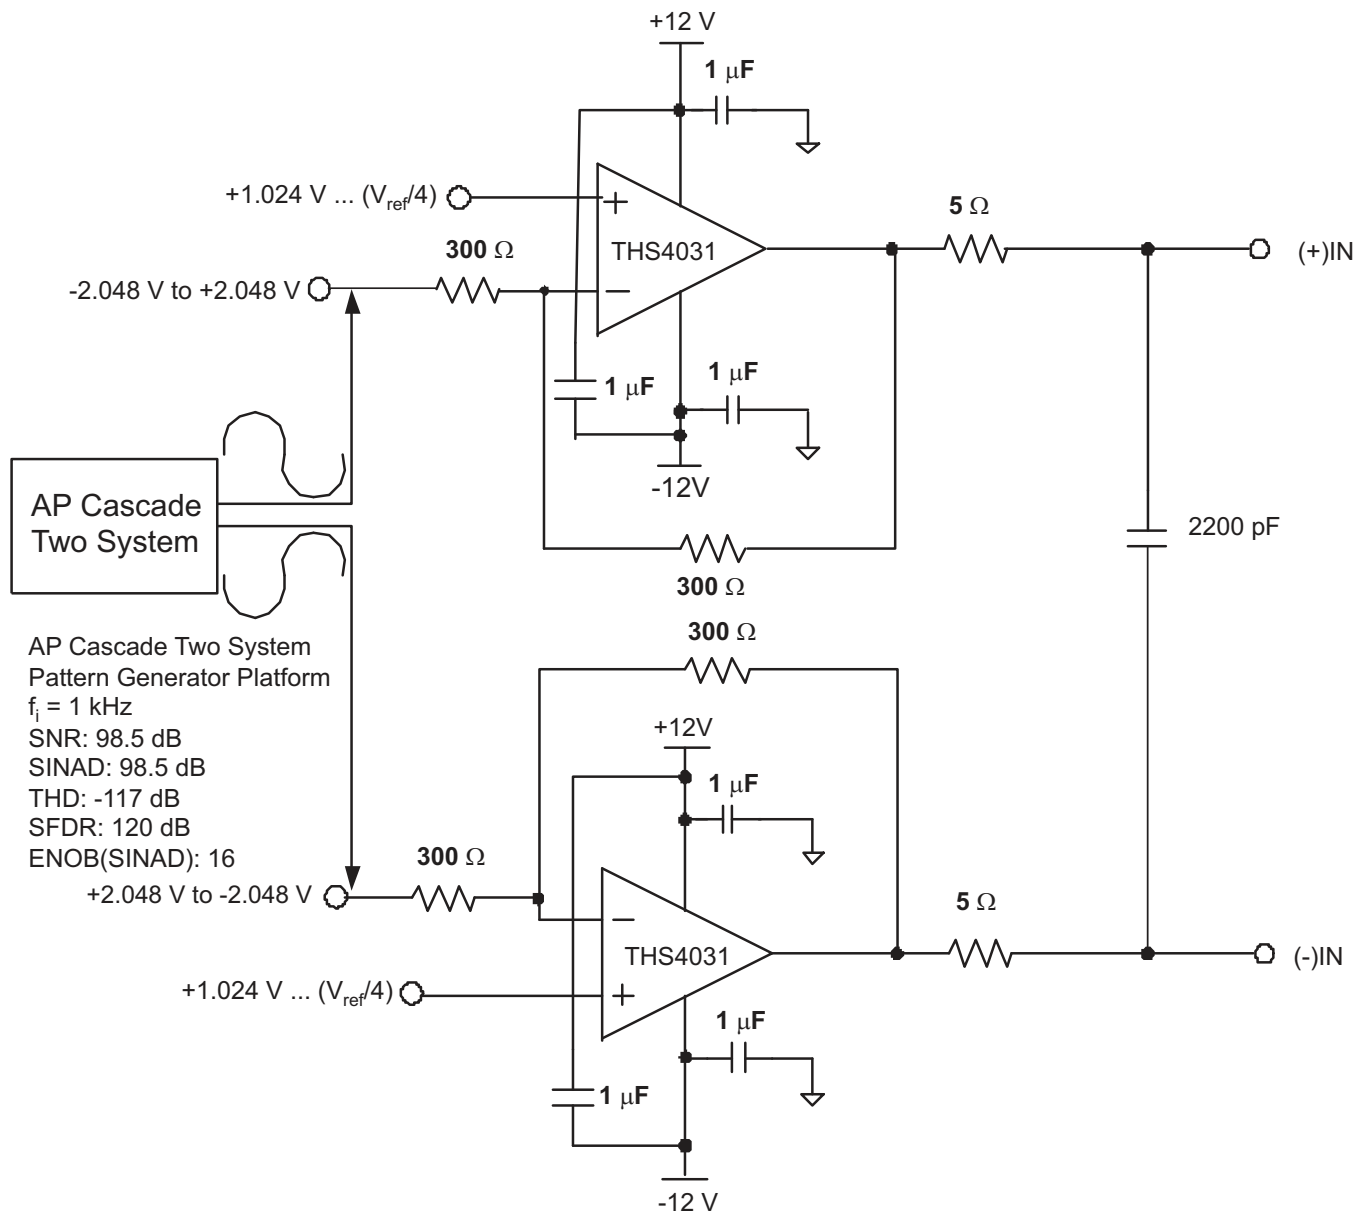 +12 V
1 μF
+1.024 V ... (Vref/4)
+
THS4031
5 Ω
(+)IN
300 Ω
-2.048 V to +2.048 V
−
1 μF
1 μF
-12V
AP Cascade
Two System
2200 pF
300 Ω
300 Ω
AP Cascade Two System
Pattern Generator Platform
fi = 1 kHz
SNR: 98.5 dB
SINAD: 98.5 dB
THD: -117 dB
SFDR: 120 dB
ENOB(SINAD): 16
+12V
1 μF
300 Ω
+2.048 V to -2.048 V
−
THS4031
5 Ω
(-)IN
+1.024 V ... (Vref/4)
+
1 μF
1 μF
-12 V